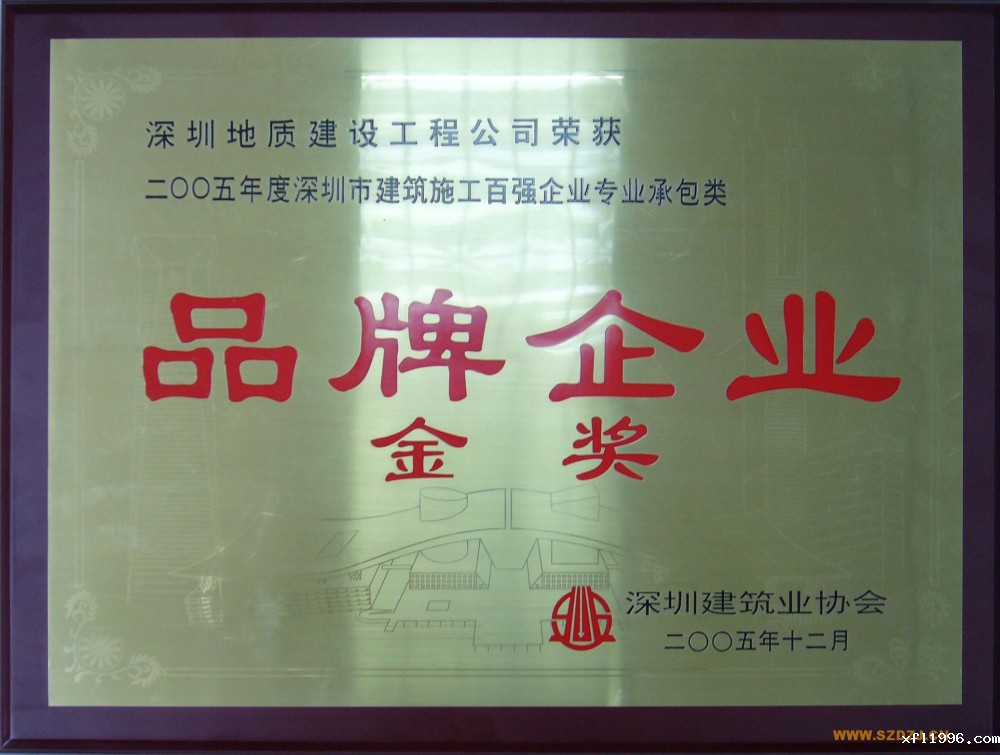 深圳地质建设工程公司荣获
二〇〇五年度深圳市建筑施工百强企业专业承包类
品牌企业
金奖
深圳建筑业协会
二〇〇五年十二月
xfl1996.com